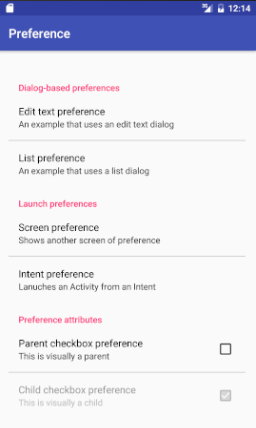 3G 12:14
Preference
Dialog-based preferences
Edit text preference
An example that uses an edit text dialog
List preference
An example that uses a list dialog
Launch preferences
Screen preference
Shows another screen of preference
Intent preference
Lanuches an Activity from an Intent
Preference attributes
Parent checkbox preference
This is visually a parent
Child checkbox preference
This is visually a child